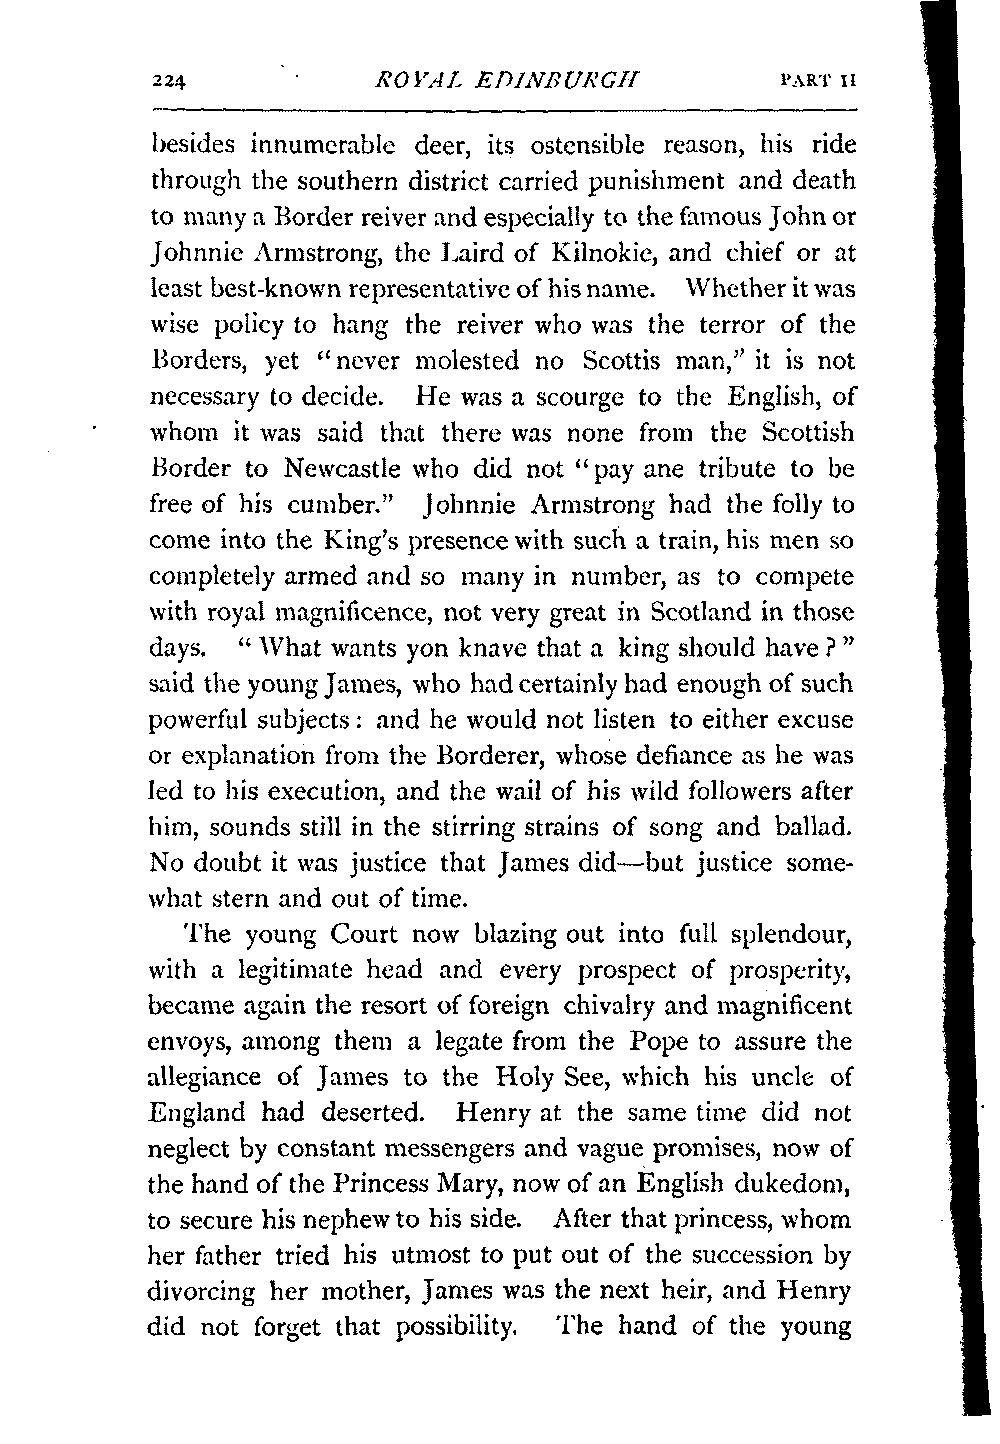 224 ROYAL EDINBURGH PART II
besides innumerable deer, its ostensible reason, his ride
through the southern district carried punishment and death
to many a Border reiver and especially to the famous John or
Johnnie Armstrong, the Laird of Kilnokie, and chief or at
least best-known representative of his name. Whether it was
wise policy to hang the reiver who was the terror of the
Borders, yet "never molested no Scottis man," it is not
necessary to decide. He was a scourge to the English, of
whom it was said that there was none from the Scottish
Border to Newcastle who did not "pay ane tribute to be
free of his cumber." Johnnie Armstrong had the folly to
come into the King's presence with such a train, his men so
completely armed and so many in number, as to compete
with royal magnificence, not very great in Scotland in those
days. "What wants yon knave that a king should have?"
said the young James, who had certainly had enough of such
powerful subjects: and he would not listen to either excuse
or explanation from the Borderer, whose defiance as he was
led to his execution, and the wail of his wild followers after
him, sounds still in the stirring strains of song and ballad.
No doubt it was justice that James did—but justice some-
what stern and out of time.
The young Court now blazing out into full splendour,
with a legitimate head and every prospect of prosperity,
became again the resort of foreign chivalry and magnificent
envoys, among them a legate from the Pope to assure the
allegiance of James to the Holy See, which his uncle of
England had deserted. Henry at the same time did not
neglect by constant messengers and vague promises, now of
the hand of the Princess Mary, now of an English dukedom,
to secure his nephew to his side. After that princess, whom
her father tried his utmost to put out of the succession by
divorcing her mother, James was the next heir, and Henry
did not forget that possibility. The hand of the young